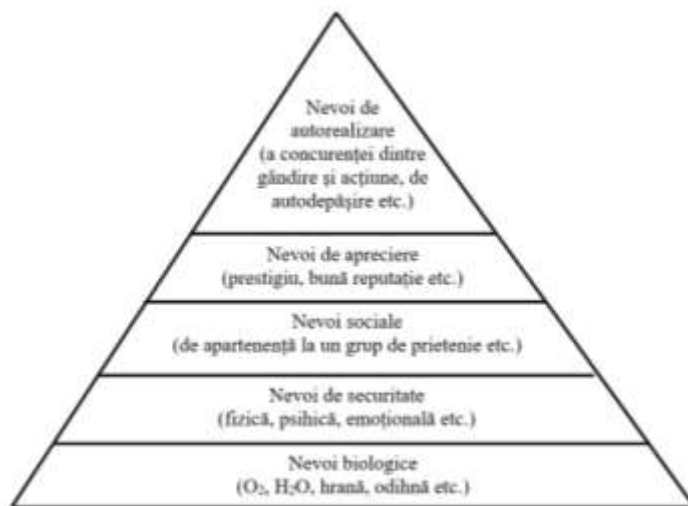 Nevoi de
autorealizare
(a concurenței dintre
gândire și acțiune, de
autodepășire etc.)
Nevoi de apreciere
(prestigiu, bună reputație etc.)
Nevoi sociale
(de apartenență la un grup de prietenie etc.)
Nevoi de securitate
(fizică, psihică, emoțională etc.)
Nevoi biologice
(O₂, H₂O, hrană, odihnă etc.)